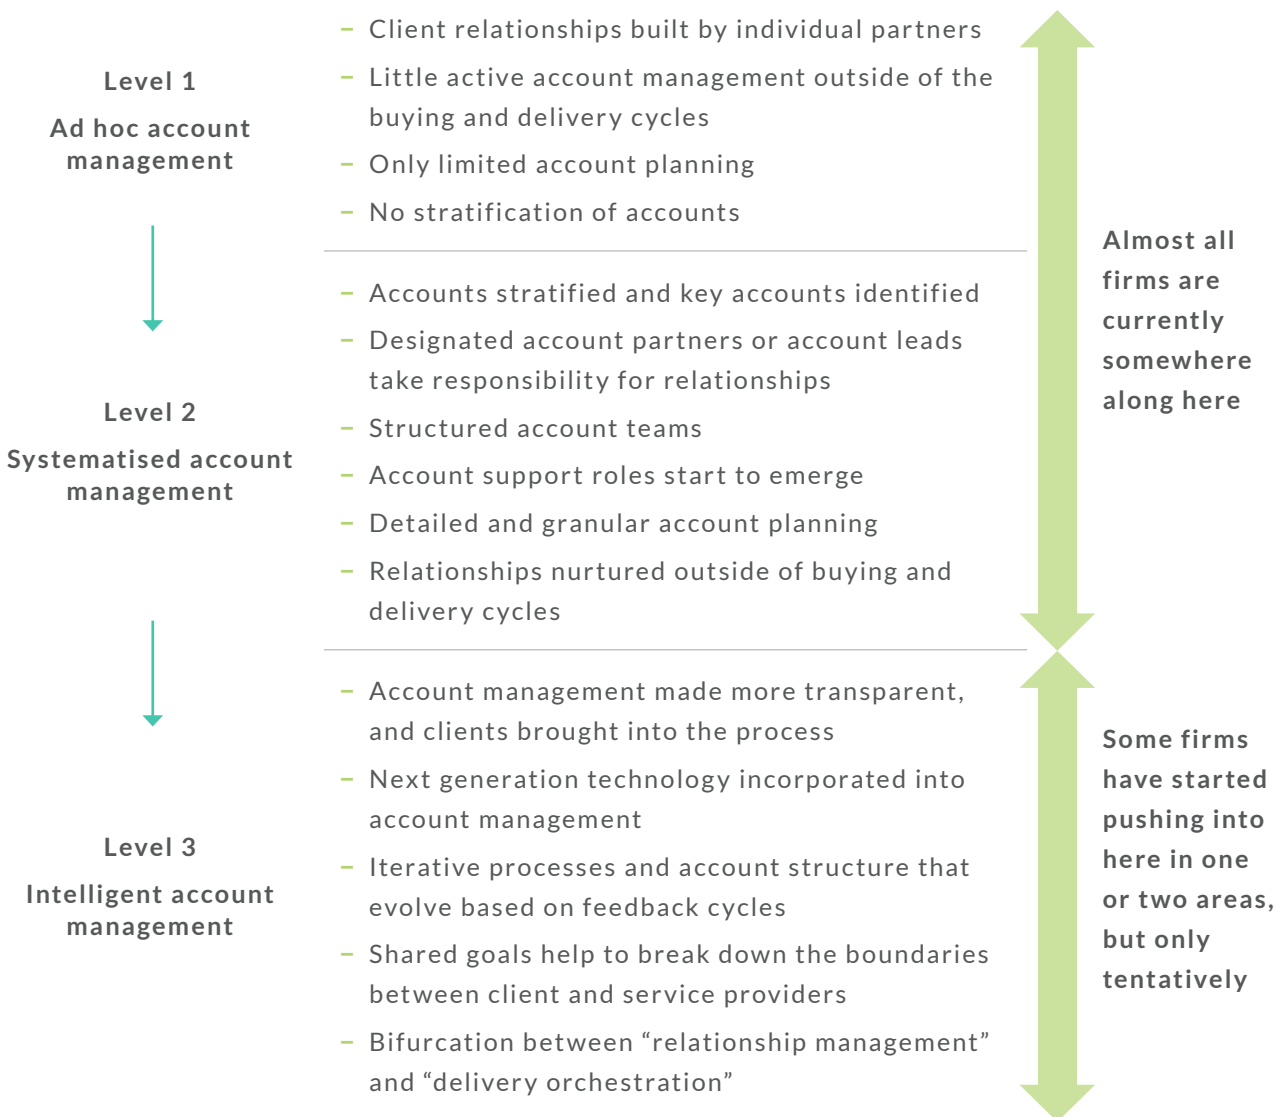 Level 1
Ad hoc account
management
– Client relationships built by individual partners
– Little active account management outside of the
buying and delivery cycles
– Only limited account planning
– No stratification of accounts
Level 2
Systematised account
management
– Accounts stratified and key accounts identified
– Designated account partners or account leads
take responsibility for relationships
– Structured account teams
– Account support roles start to emerge
– Detailed and granular account planning
– Relationships nurtured outside of buying and
delivery cycles
Almost all
firms are
currently
somewhere
along here
Level 3
Intelligent account
management
– Account management made more transparent,
and clients brought into the process
– Next generation technology incorporated into
account management
– Iterative processes and account structure that
evolve based on feedback cycles
– Shared goals help to break down the boundaries
between client and service providers
– Bifurcation between “relationship management”
and “delivery orchestration”
Some firms
have started
pushing into
here in one
or two areas,
but only
tentatively